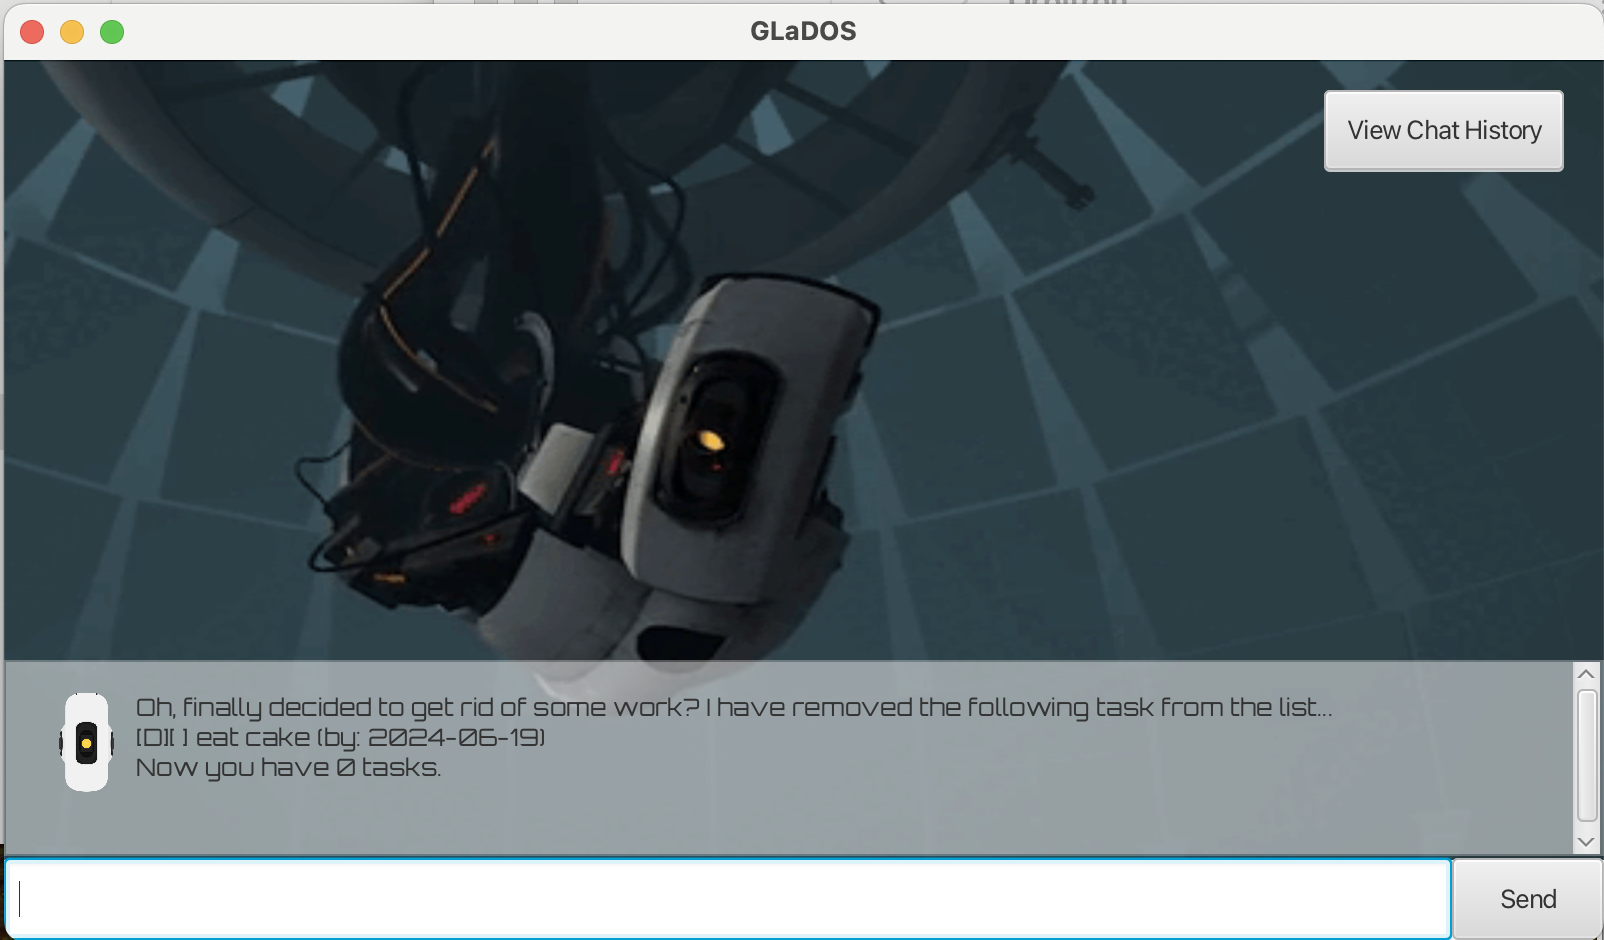 GLaDOS
View Chat History
Oh, finally decided to get rid of some work? I have removed the following task from the list...
[D][ ] eat cake (by: 2024-06-19)
Now you have 0 tasks.
Send